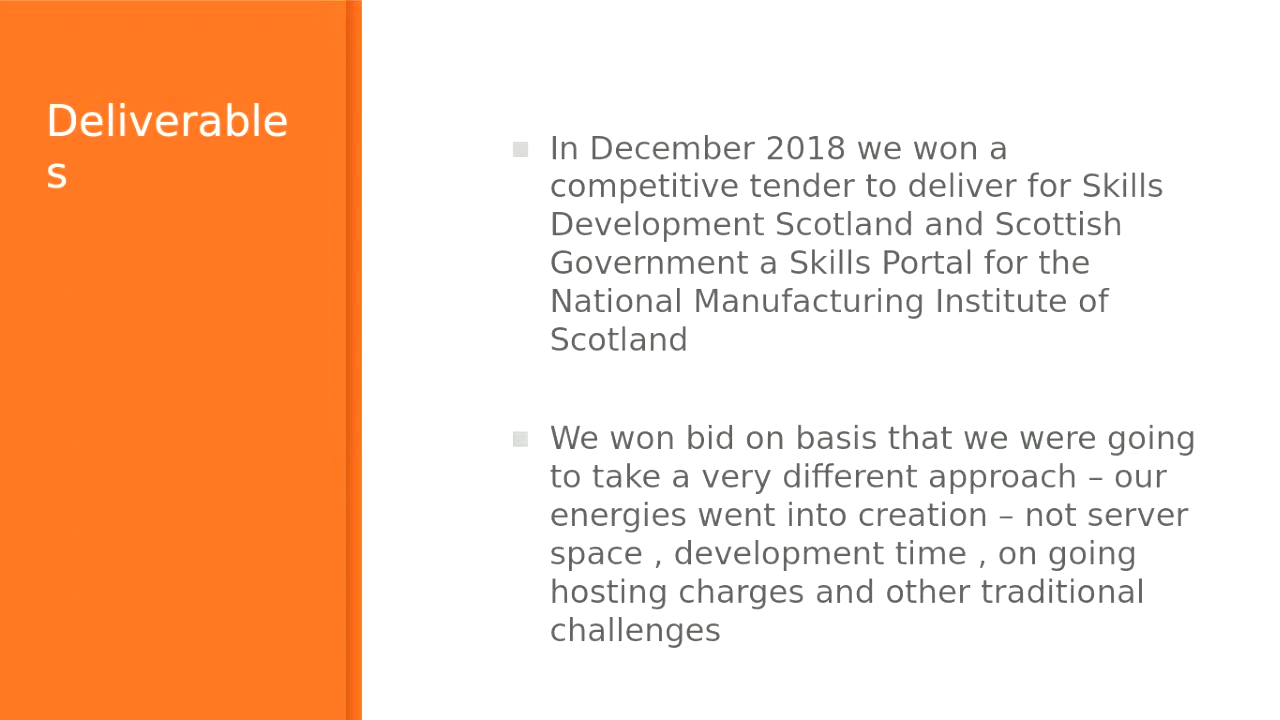 Deliverable
s
In December 2018 we won a
competitive tender to deliver for Skills
Development Scotland and Scottish
Government a Skills Portal for the
National Manufacturing Institute of
Scotland
We won bid on basis that we were going
to take a very different approach – our
energies went into creation – not server
space , development time , on going
hosting charges and other traditional
challenges